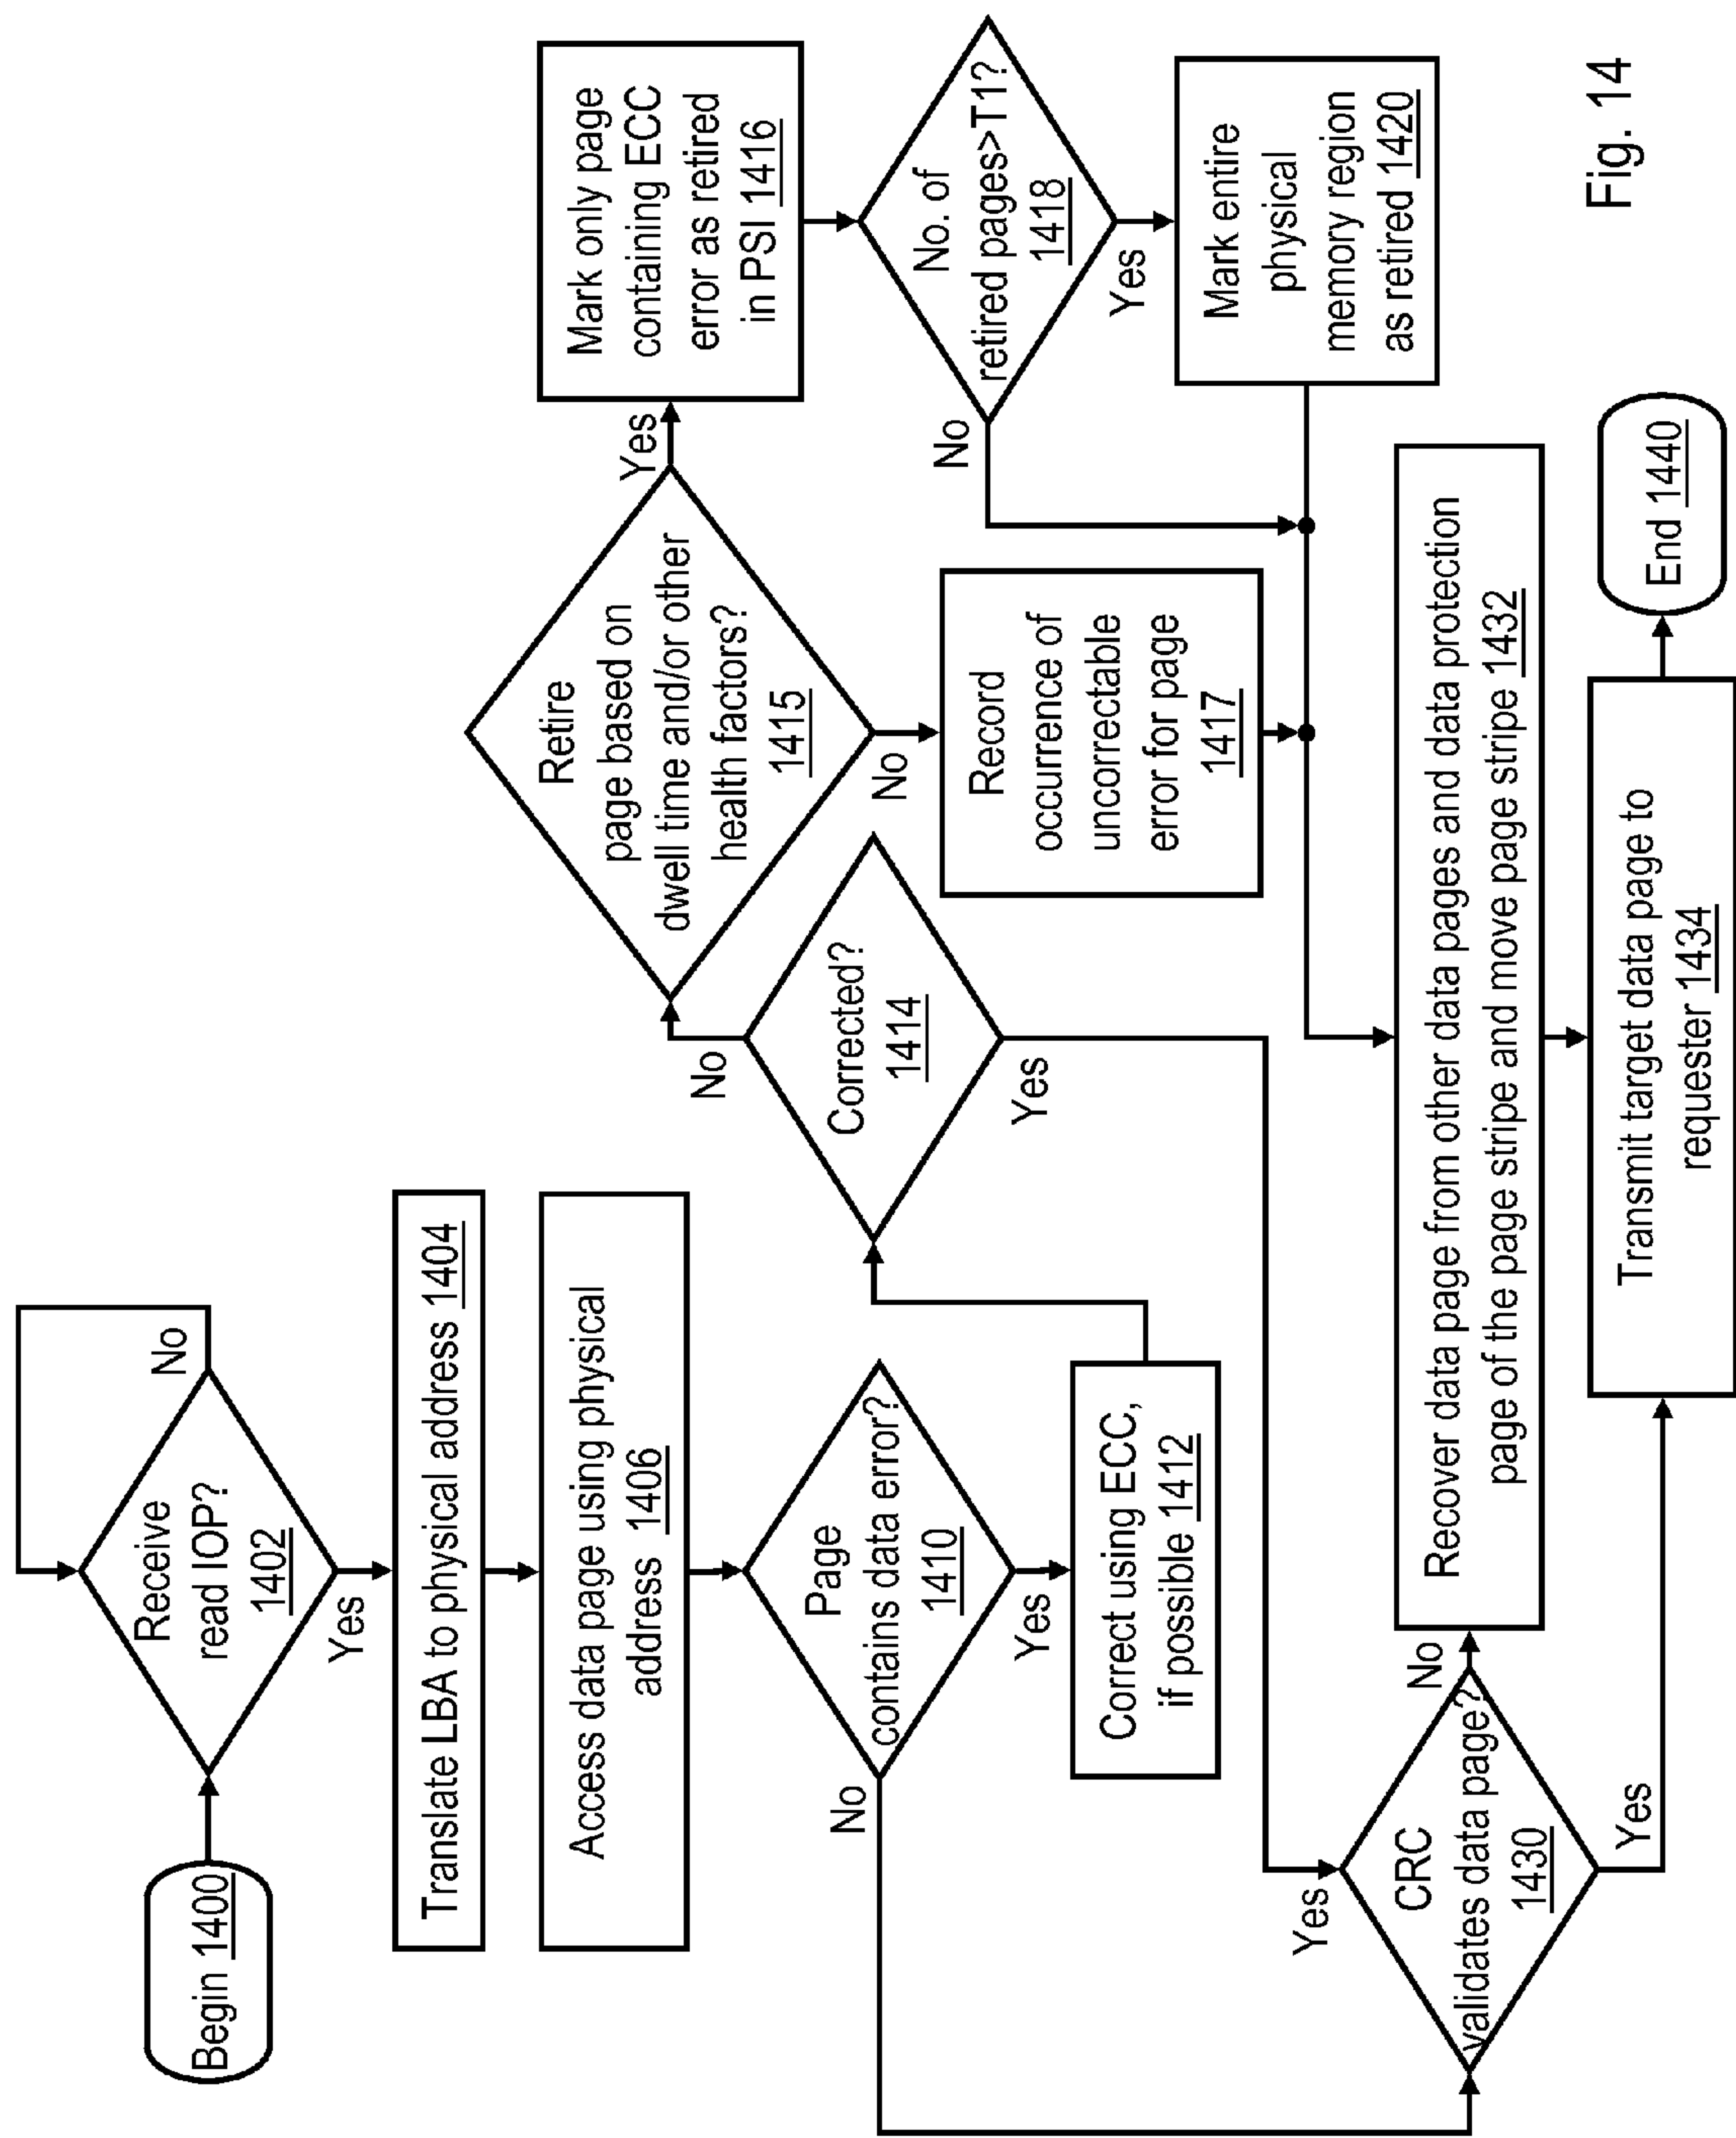 Begin 1400
Receive
read IOP?
1402
No
Yes
Translate LBA to physical address 1404
Access data page using physical
address 1406
Page
contains data error?
1410
No
Yes
Correct using ECC,
if possible 1412
Corrected?
1414
No
Yes
Retire
page based on
dwell time and/or other
health factors?
1415
Yes
No
Mark only page
containing ECC
error as retired
in PSI 1416
Record
occurrence of
uncorrectable
error for page
1417
No. of
retired pages>T1?
1418
No
Yes
Mark entire
physical
memory region
as retired 1420
Yes
CRC
validates data page?
1430
No
Yes
Recover data page from other data pages and data protection
page of the page stripe and move page stripe 1432
Transmit target data page to
requester 1434
End 1440
Fig. 14